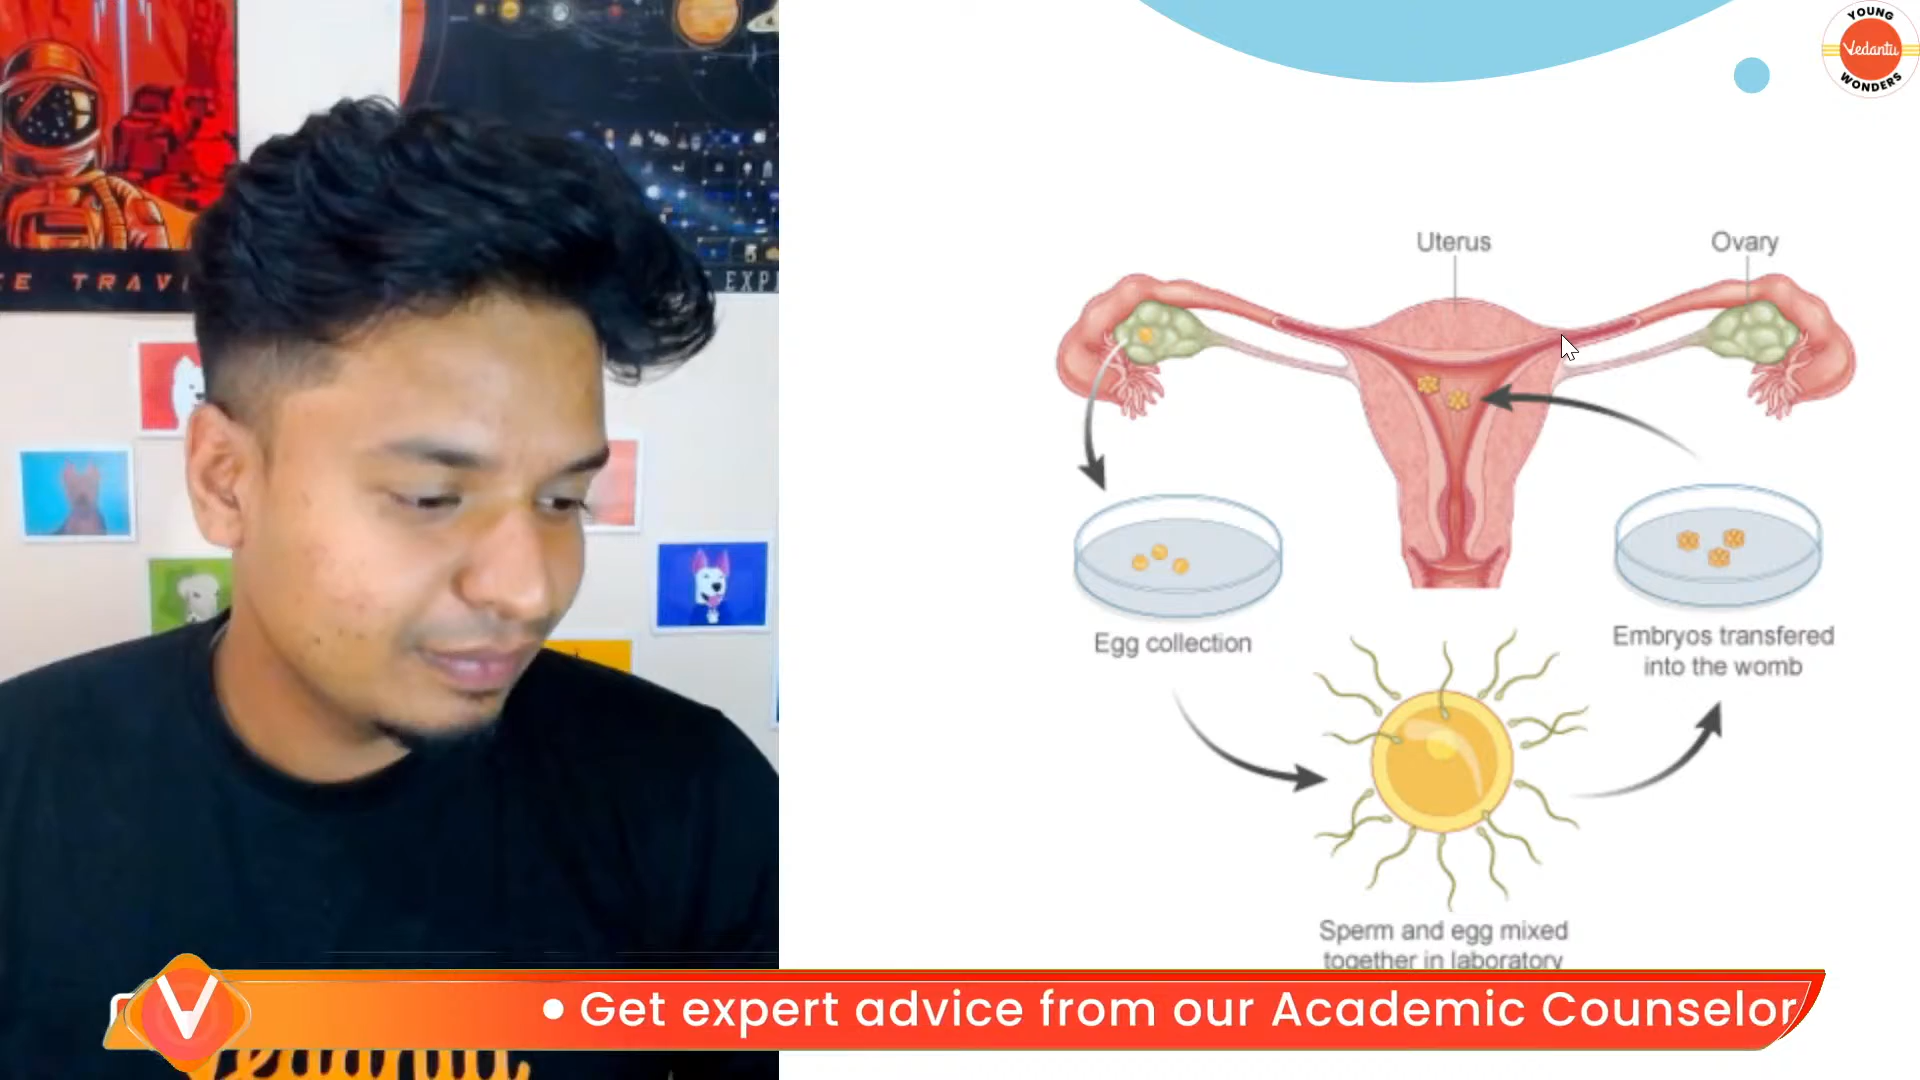 YOUNG
Vedantu
WONDERS
Uterus
Ovary
Egg collection
Embryos transfered
into the womb
Sperm and egg mixed
together in laboratory
Get expert advice from our Academic Counselor